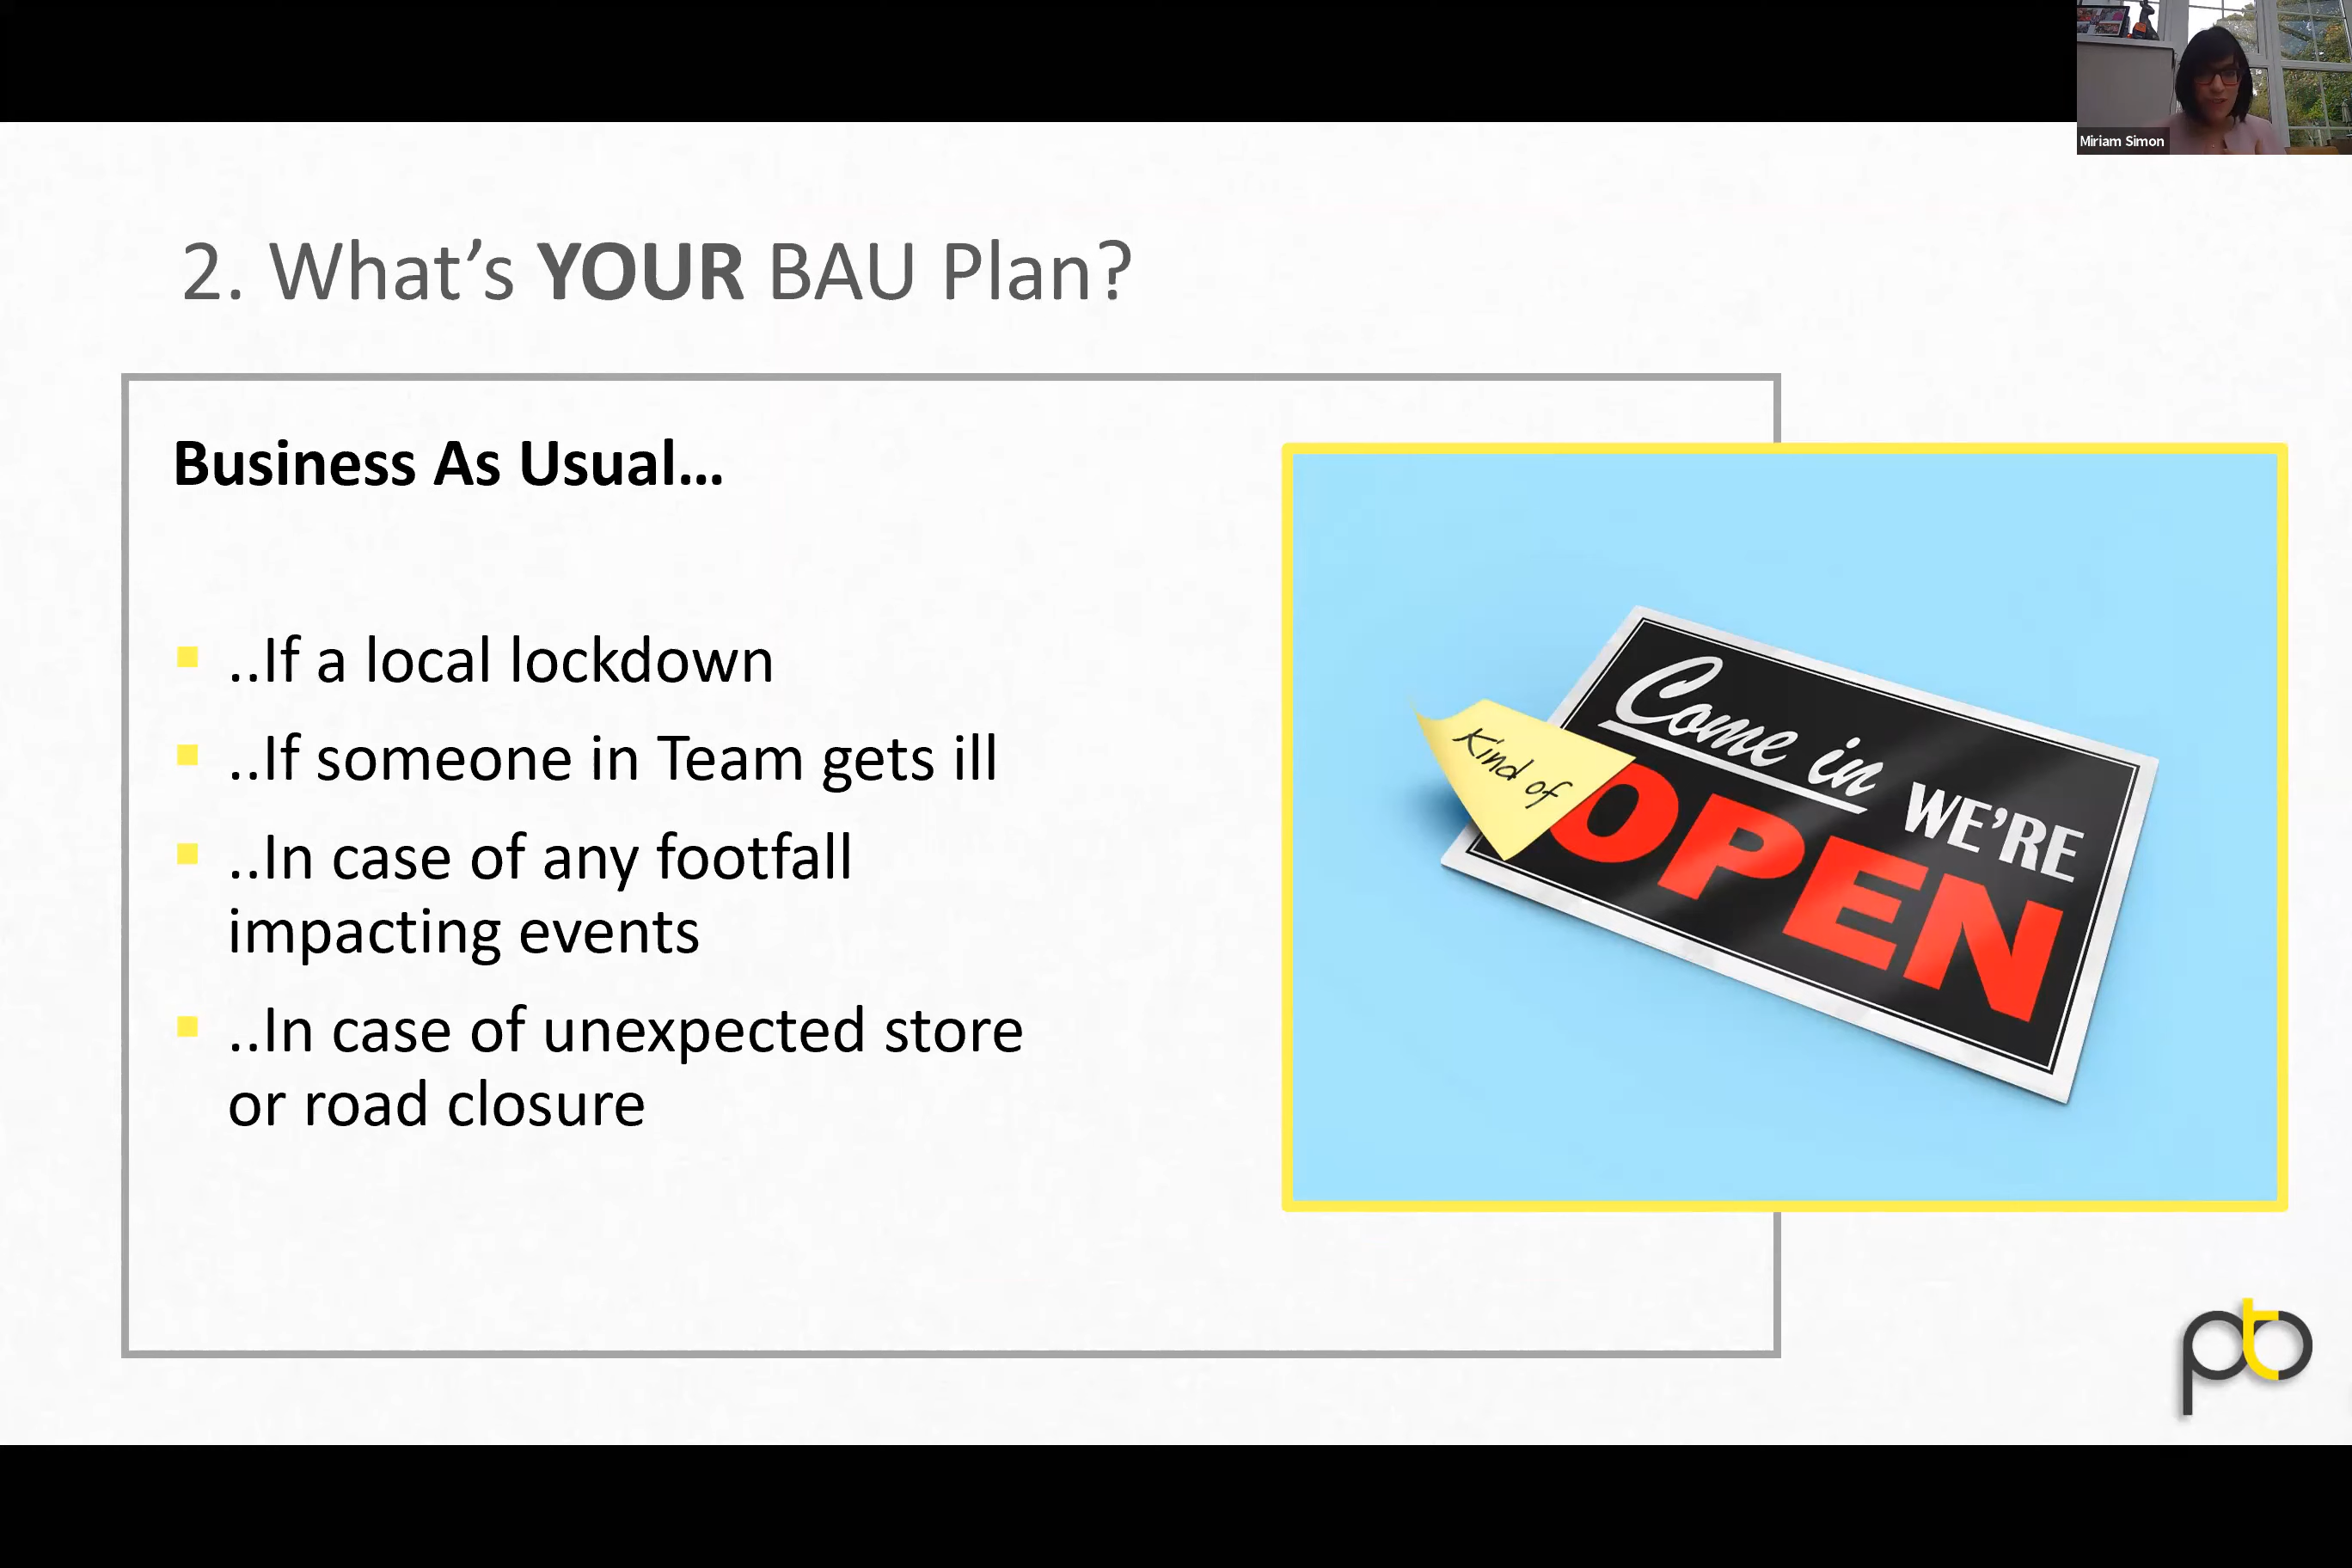 Miriam Simon
2. What’s YOUR BAU Plan?
Business As Usual...
..If a local lockdown
..If someone in Team gets ill
..In case of any footfall
impacting events
..In case of unexpected store
or road closure
Come in WE’RE
Kind of
OPEN
ptb